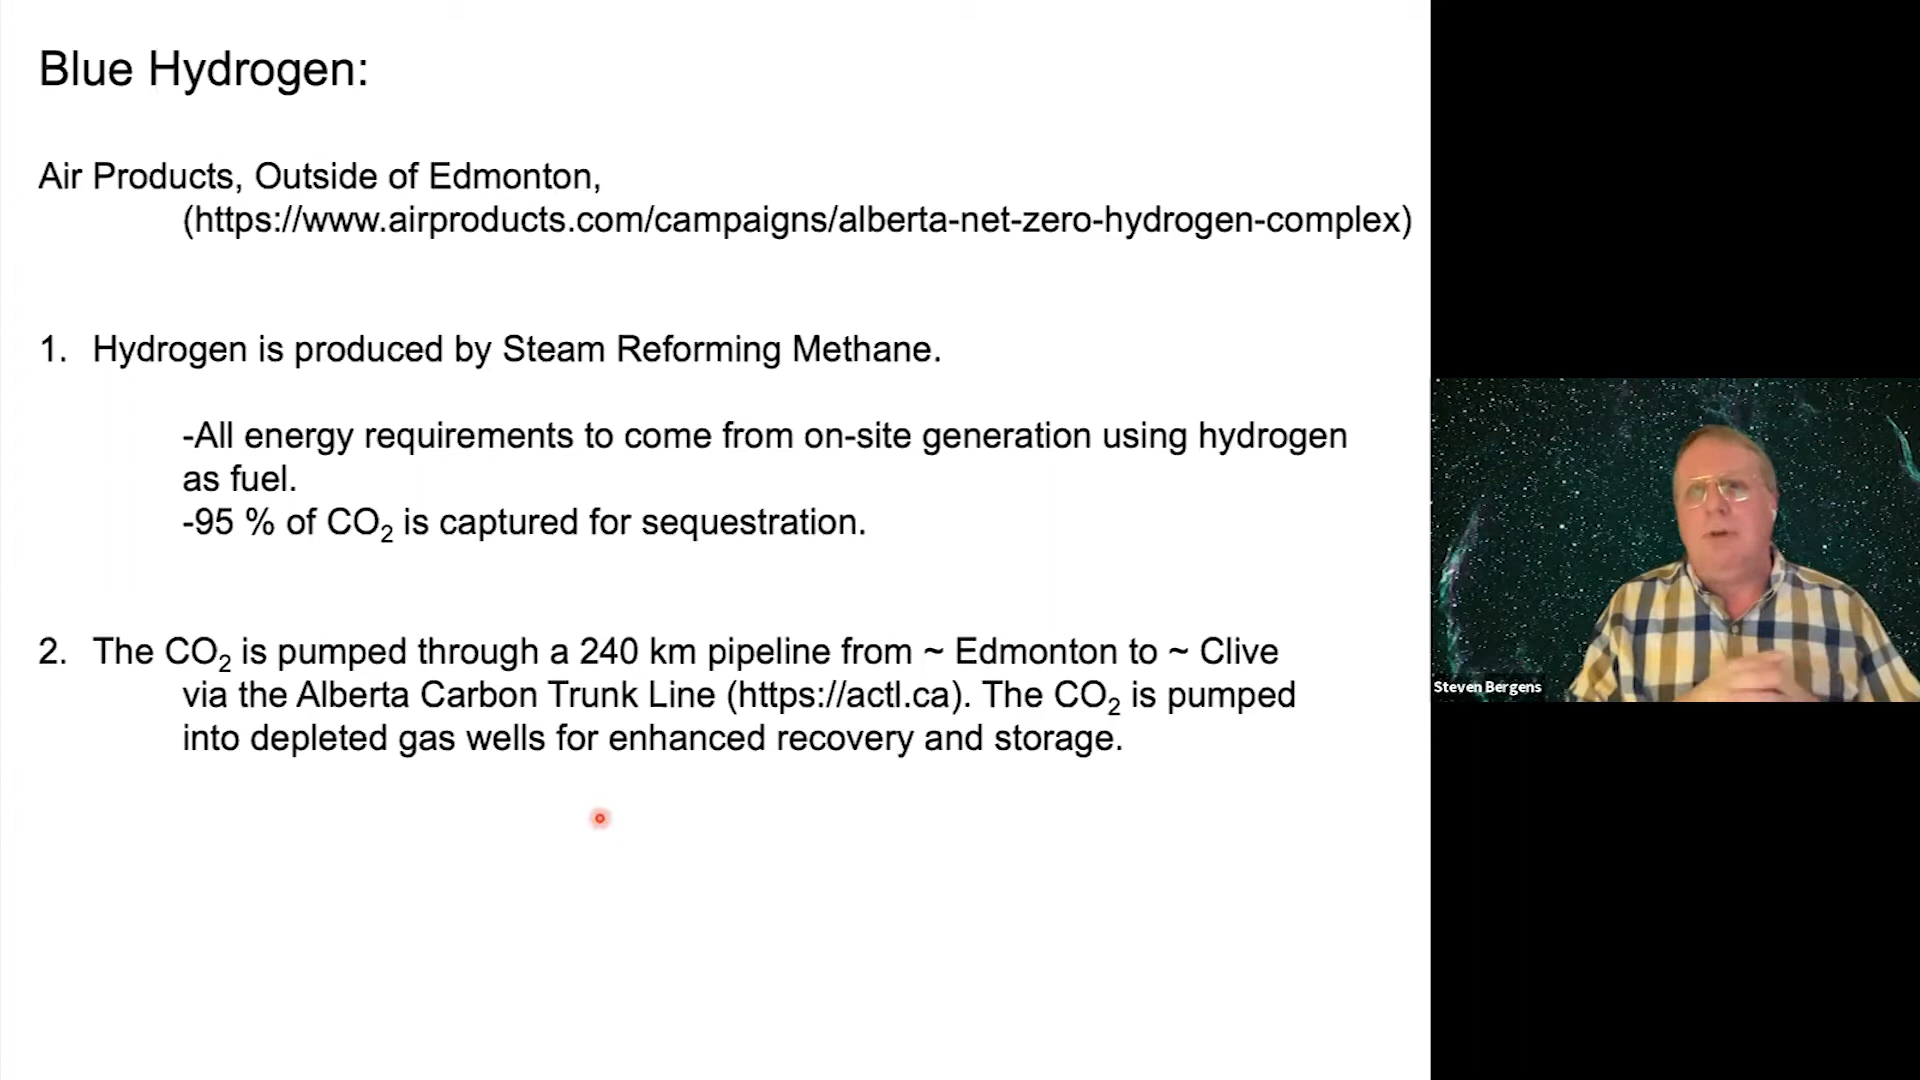 Blue Hydrogen:
Air Products, Outside of Edmonton,
(https://www.airproducts.com/campaigns/alberta-net-zero-hydrogen-complex)
1. Hydrogen is produced by Steam Reforming Methane.
-All energy requirements to come from on-site generation using hydrogen
as fuel.
-95 % of CO₂ is captured for sequestration.
2. The CO₂ is pumped through a 240 km pipeline from ~ Edmonton to ~ Clive
via the Alberta Carbon Trunk Line (https://actl.ca). The CO₂ is pumped
into depleted gas wells for enhanced recovery and storage.
Steven Bergens